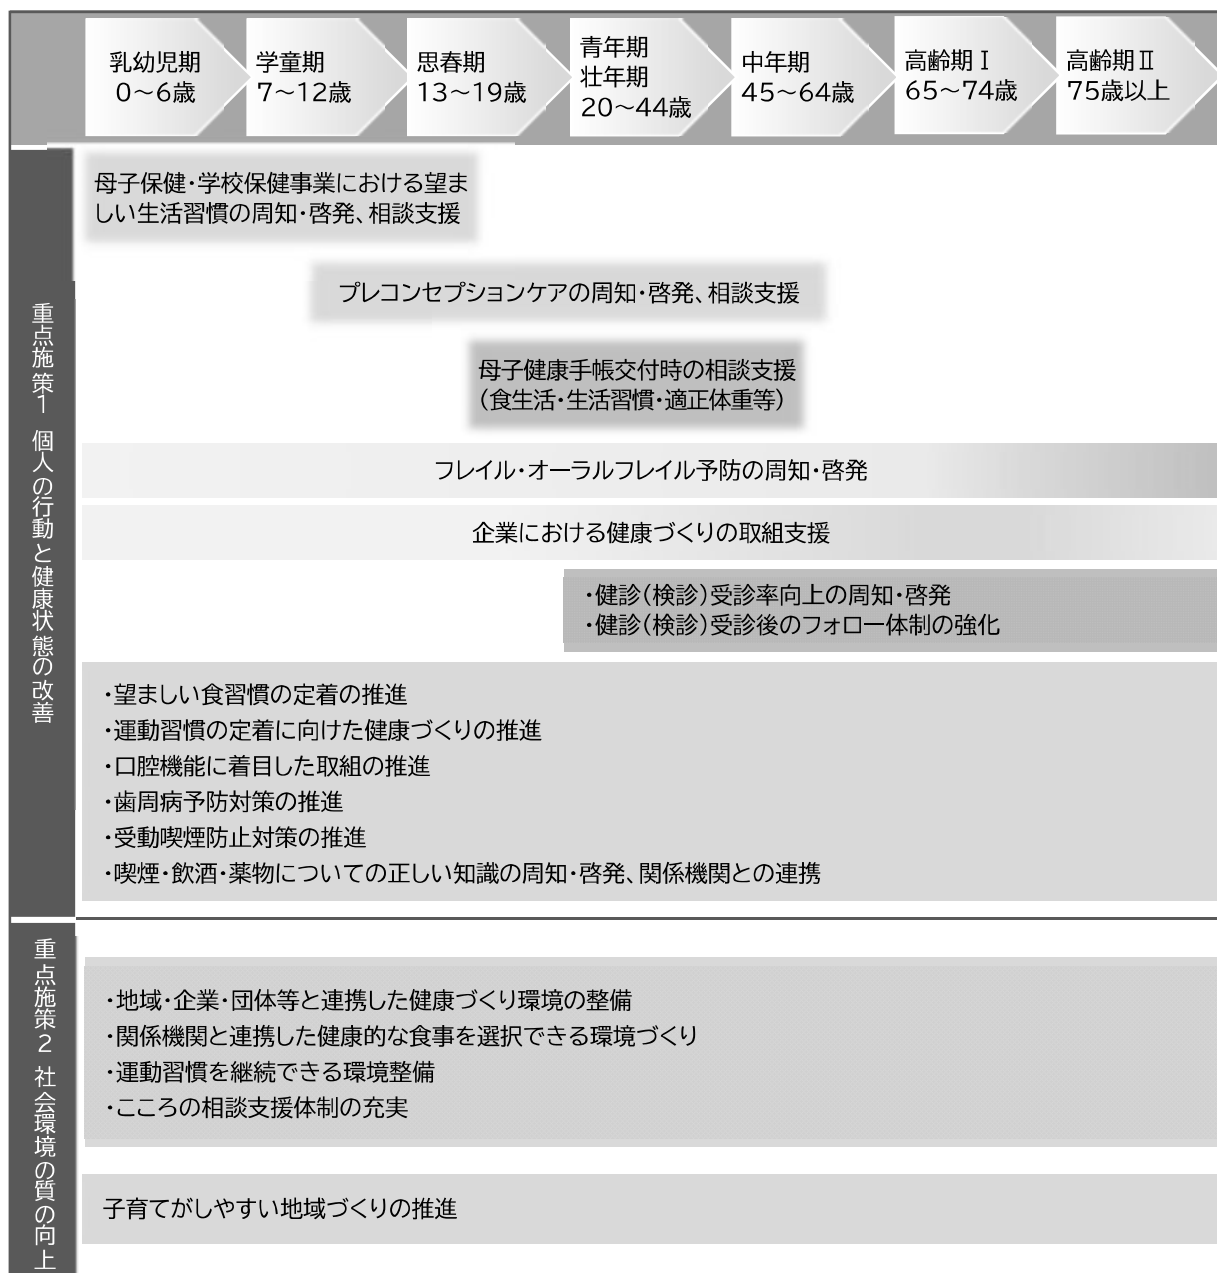 乳幼児期
0～6歳
学童期
7～12歳
思春期
13～19歳
青年期
壮年期
20～44歳
中年期
45～64歳
高齢期Ⅰ
65～74歳
高齢期Ⅱ
75歳以上
重点施策1 個人の行動と健康状態の改善
母子保健・学校保健事業における望ま
しい生活習慣の周知・啓発、相談支援
プレコンセプションケアの周知・啓発、相談支援
母子健康手帳交付時の相談支援
（食生活・生活習慣・適正体重等）
フレイル・オーラルフレイル予防の周知・啓発
企業における健康づくりの取組支援
・健診（検診）受診率向上の周知・啓発
・健診（検診）受診後のフォロー体制の強化
・望ましい食習慣の定着の推進
・運動習慣の定着に向けた健康づくりの推進
・口腔機能に着目した取組の推進
・歯周病予防対策の推進
・受動喫煙防止対策の推進
・喫煙・飲酒・薬物についての正しい知識の周知・啓発、関係機関との連携
重点施策2 社会環境の質の向上
・地域・企業・団体等と連携した健康づくり環境の整備
・関係機関と連携した健康的な食事を選択できる環境づくり
・運動習慣を継続できる環境整備
・こころの相談支援体制の充実
子育てがしやすい地域づくりの推進